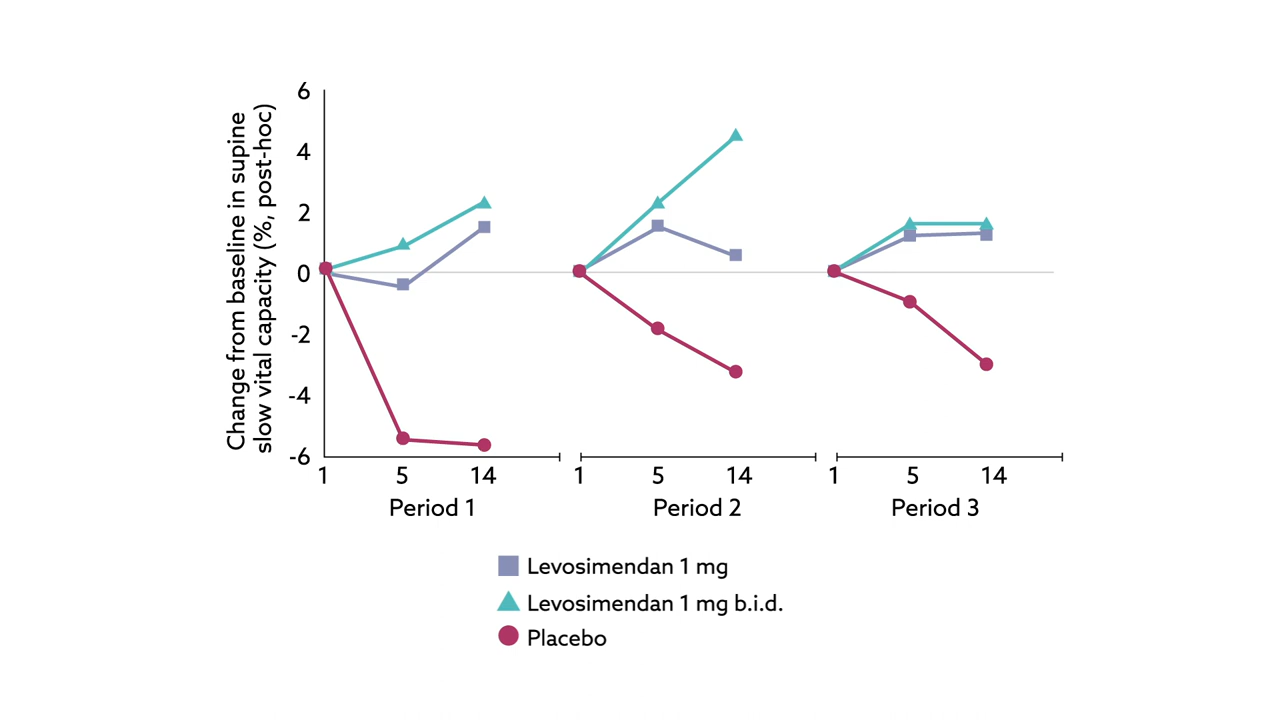 Change from baseline in supine
slow vital capacity (%, post-hoc)
6
4
2
0
-2
-4
-6
1 5 14 1 5 14 1 5 14
Period 1 Period 2 Period 3
Levosimendan 1 mg
Levosimendan 1 mg b.i.d.
Placebo